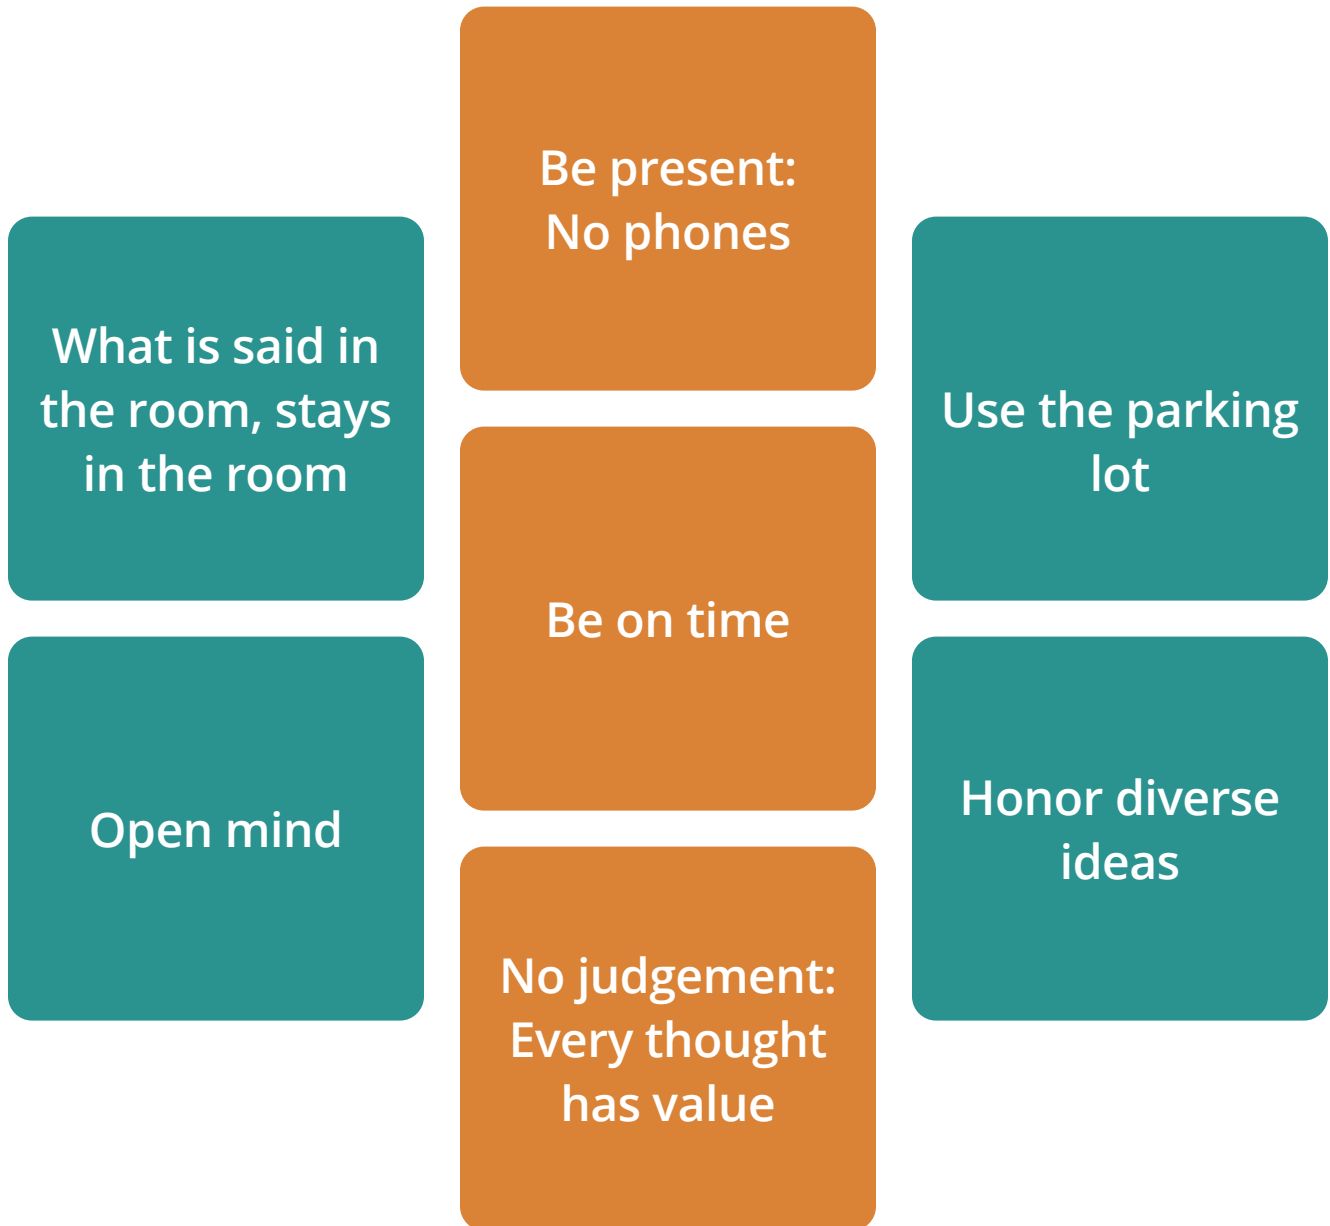 Be present:
No phones
What is said in
the room, stays
in the room
Use the parking
lot
Be on time
Open mind
Honor diverse
ideas
No judgement:
Every thought
has value